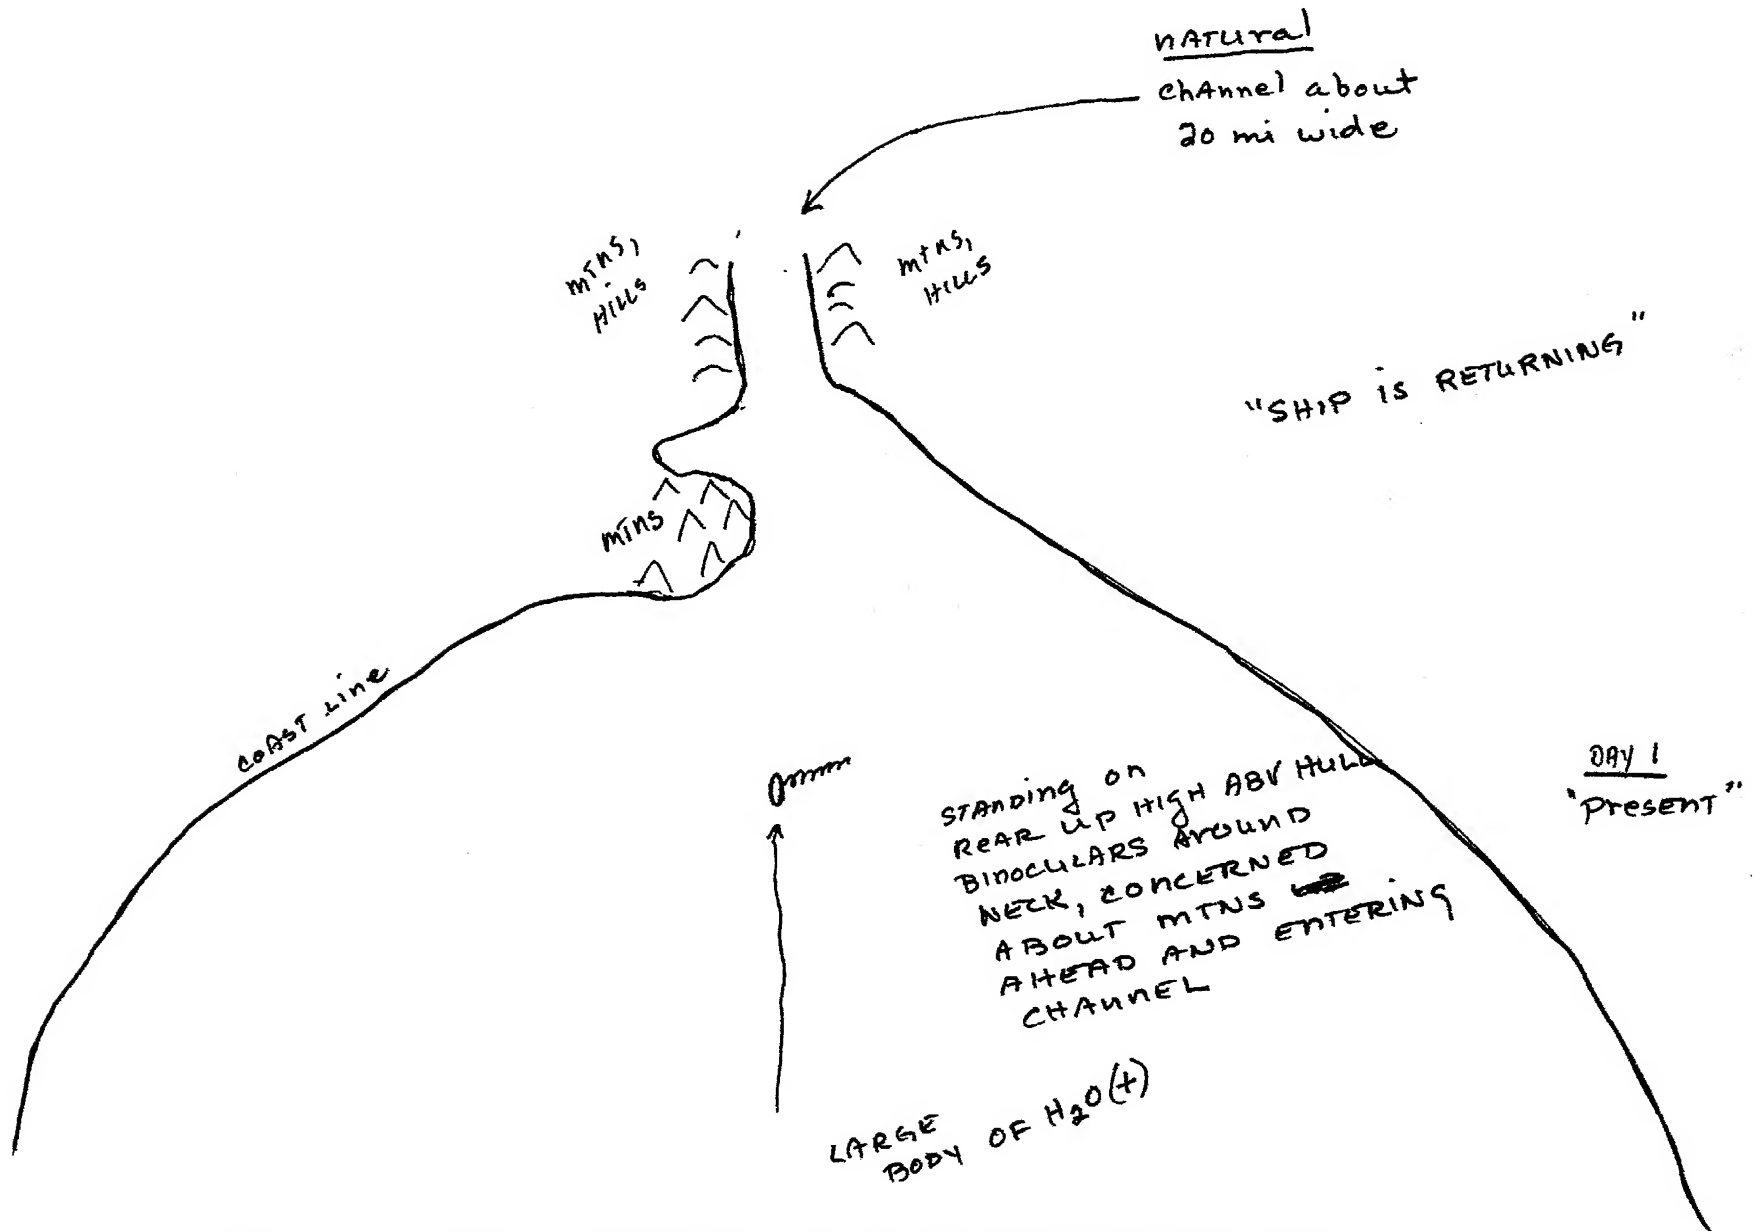 NATURAL
channel about
20 mi wide
MTNS,
HILLS
MTNS,
HILLS
"SHIP is RETURNING"
MTNS
COAST Line
DAY 1
"Present"
STANDING on
REAR UP HIGH ABV HULL
BINOCULARS AROUND
NECK, CONCERNED
ABOUT MTNS
AHEAD AND ENTERING
CHANNEL
LARGE
BODY OF H2O (+)